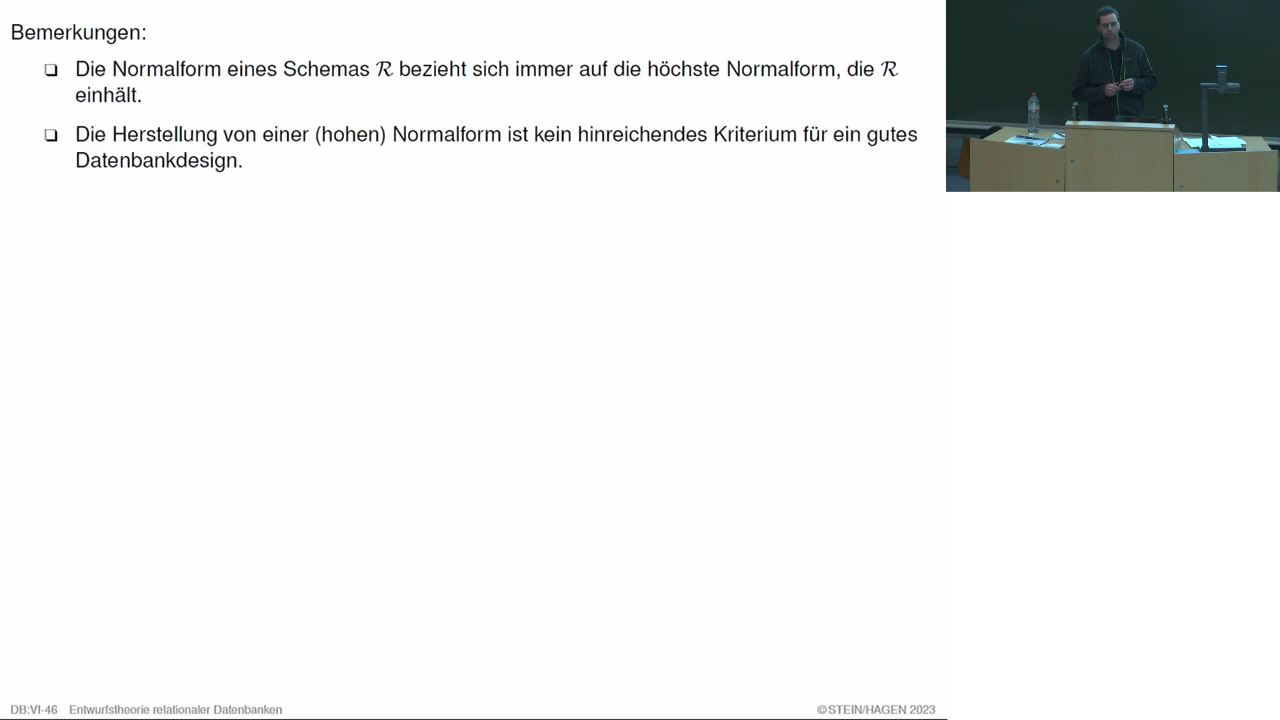 Bemerkungen:
❑ Die Normalform eines Schemas ℛ bezieht sich immer auf die höchste Normalform, die ℛ
einhält.
❑ Die Herstellung von einer (hohen) Normalform ist kein hinreichendes Kriterium für ein gutes
Datenbankdesign.
DB:VI-46 Entwurfstheorie relationaler Datenbanken
©STEIN/HAGEN 2023